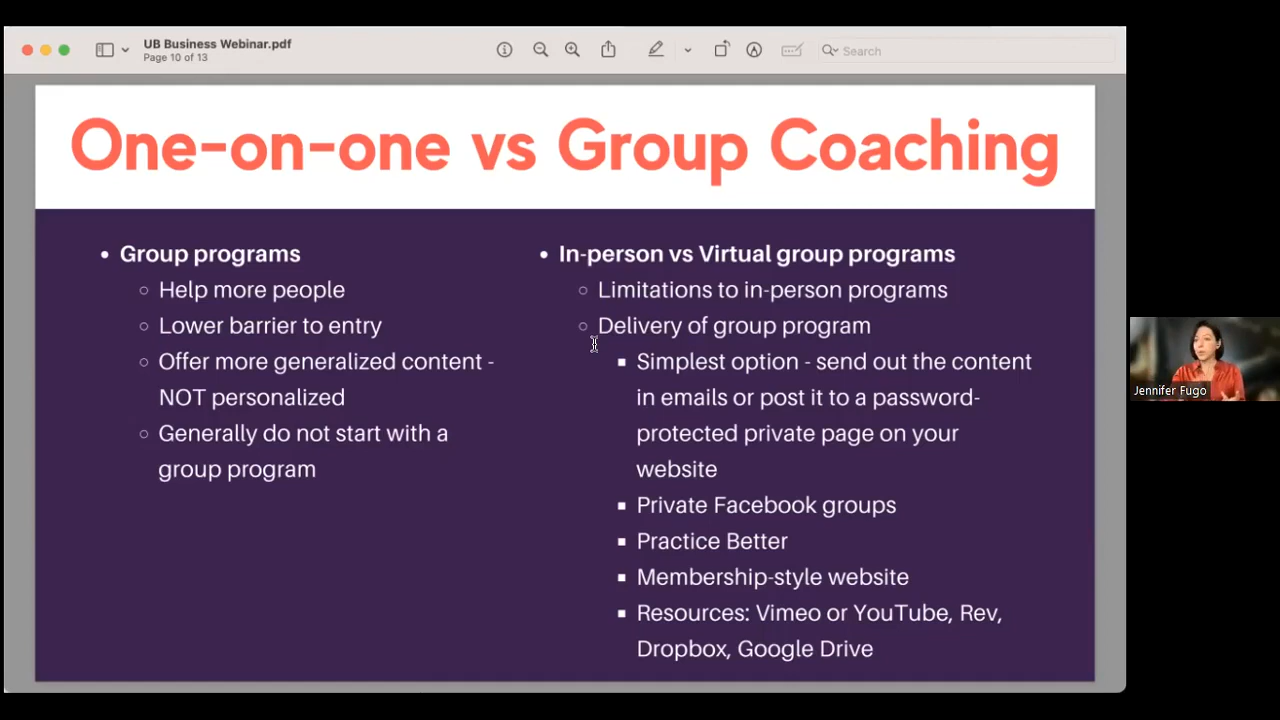 UB Business Webinar.pdf
Page 10 of 13
Search
One-on-one vs Group Coaching
Group programs
Help more people
Lower barrier to entry
Offer more generalized content -
NOT personalized
Generally do not start with a
group program
In-person vs Virtual group programs
Limitations to in-person programs
Delivery of group program
Simplest option - send out the content
in emails or post it to a password-
protected private page on your
website
Private Facebook groups
Practice Better
Membership-style website
Resources: Vimeo or YouTube, Rev,
Dropbox, Google Drive
Jennifer Fugo